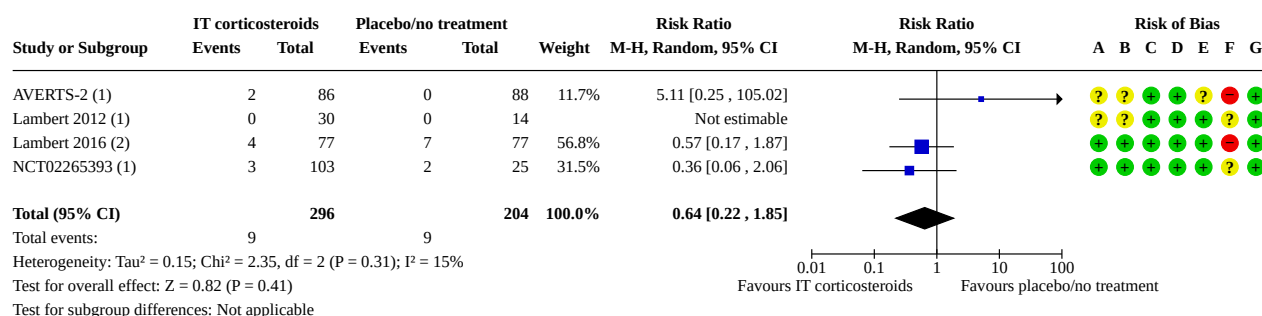 IT corticosteroids Placebo/no treatment Risk Ratio Risk Ratio Risk of Bias
Study or Subgroup Events Total Events Total Weight M-H, Random, 95% CI M-H, Random, 95% CI A B C D E F G
AVERTS-2 (1) 2 86 0 88 11.7% 5.11 [0.25 , 105.02] ? ? + + ? − +
Lambert 2012 (1) 0 30 0 14 Not estimable ? ? + + + ? +
Lambert 2016 (2) 4 77 7 77 56.8% 0.57 [0.17 , 1.87] + + + + + − +
NCT02265393 (1) 3 103 2 25 31.5% 0.36 [0.06 , 2.06] + + + + + ? +
Total (95% CI) 296 204 100.0% 0.64 [0.22 , 1.85]
Total events: 9 9
Heterogeneity: Tau² = 0.15; Chi² = 2.35, df = 2 (P = 0.31); I² = 15%
0.01 0.1 1 10 100
Test for overall effect: Z = 0.82 (P = 0.41) Favours IT corticosteroids Favours placebo/no treatment
Test for subgroup differences: Not applicable